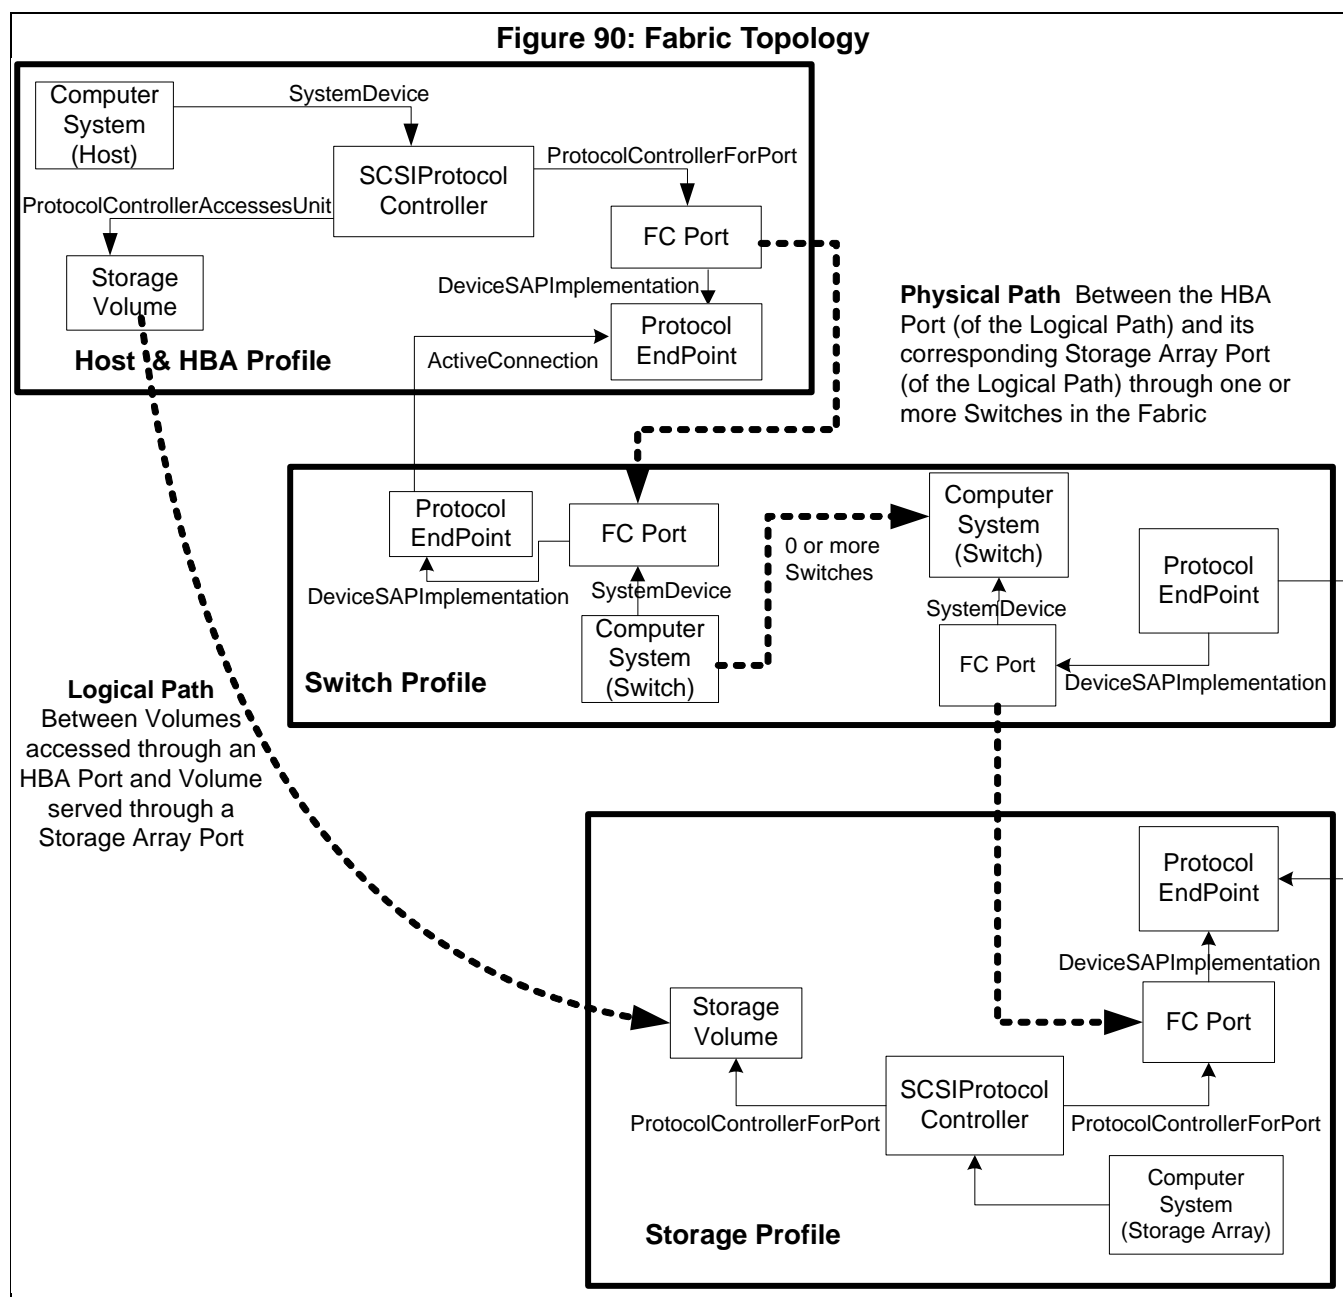 Figure 90: Fabric Topology
Computer
System
(Host)
SystemDevice
SCSIProtocol
Controller
ProtocolControllerForPort
ProtocolControllerAccessesUnit
FC Port
Storage
Volume
DeviceSAPImplementation
Protocol
EndPoint
ActiveConnection
Host & HBA Profile
Physical Path Between the HBA
Port (of the Logical Path) and its
corresponding Storage Array Port
(of the Logical Path) through one or
more Switches in the Fabric
Protocol
EndPoint
FC Port
DeviceSAPImplementation
SystemDevice
Computer
System
(Switch)
0 or more
Switches
Computer
System
(Switch)
SystemDevice
FC Port
Protocol
EndPoint
DeviceSAPImplementation
Switch Profile
Logical Path
Between Volumes
accessed through an
HBA Port and Volume
served through a
Storage Array Port
Protocol
EndPoint
DeviceSAPImplementation
FC Port
Storage
Volume
SCSIProtocol
Controller
ProtocolControllerForPort
ProtocolControllerForPort
Computer
System
(Storage Array)
Storage Profile